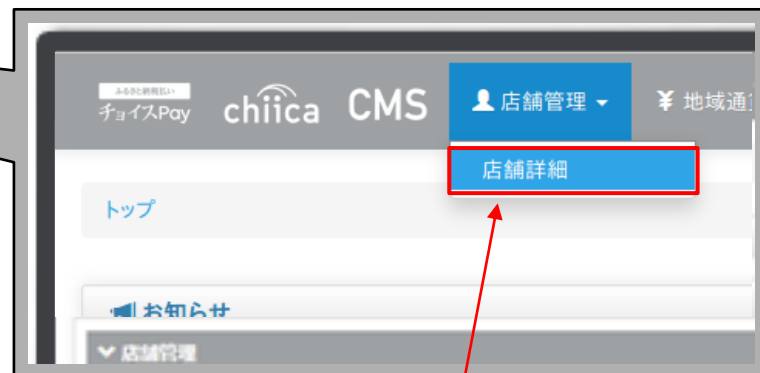 ふるさと納税払い
チョイスPay chiica CMS 店舗管理 ¥ 地域通
店舗詳細
トップ
お知らせ
店舗管理